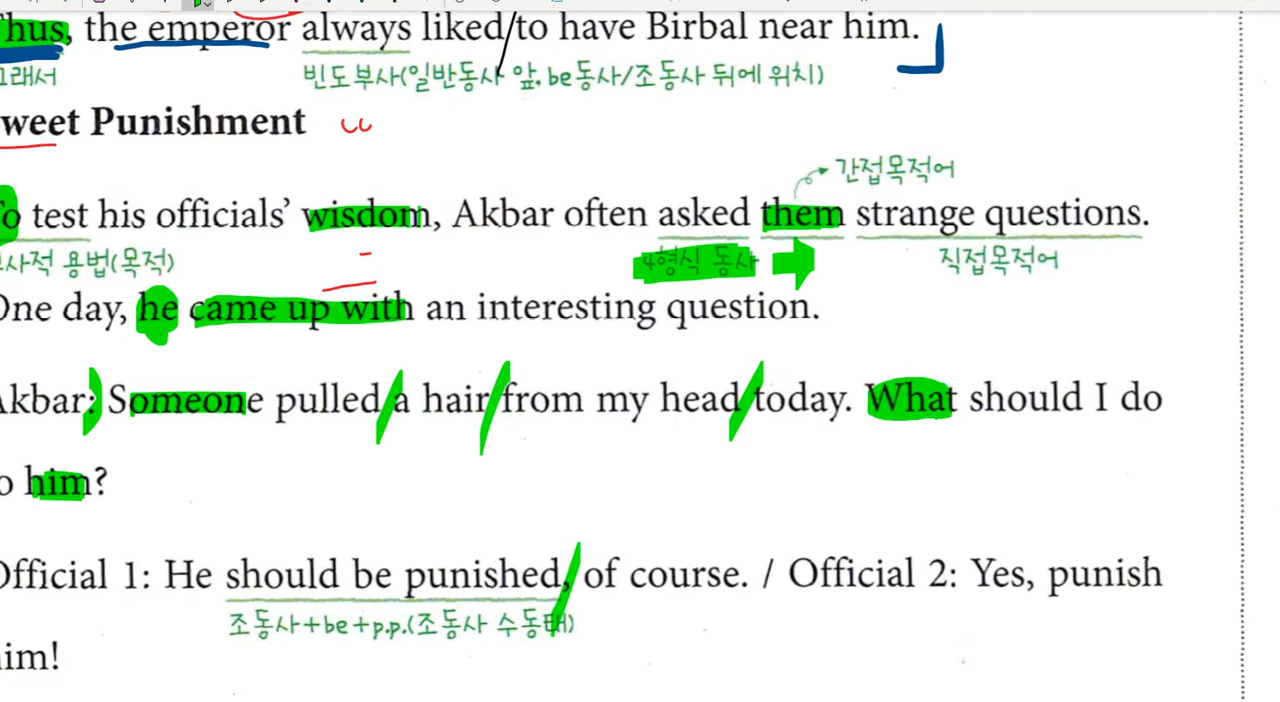 Thus, the emperor always liked/to have Birbal near him.
그래서 빈도부사(일반동사 앞, be동사/조동사 뒤에 위치)
weet Punishment
간접목적어
To test his officials' wisdom, Akbar often asked them strange questions.
사적 용법(목적) 4형식 동사 직접목적어
One day, he came up with an interesting question.
Akbar: Someone pulled a hair from my head today. What should I do
o him?
Official 1: He should be punished, of course. / Official 2: Yes, punish
조동사+be+p.p.(조동사 수동태)
im!